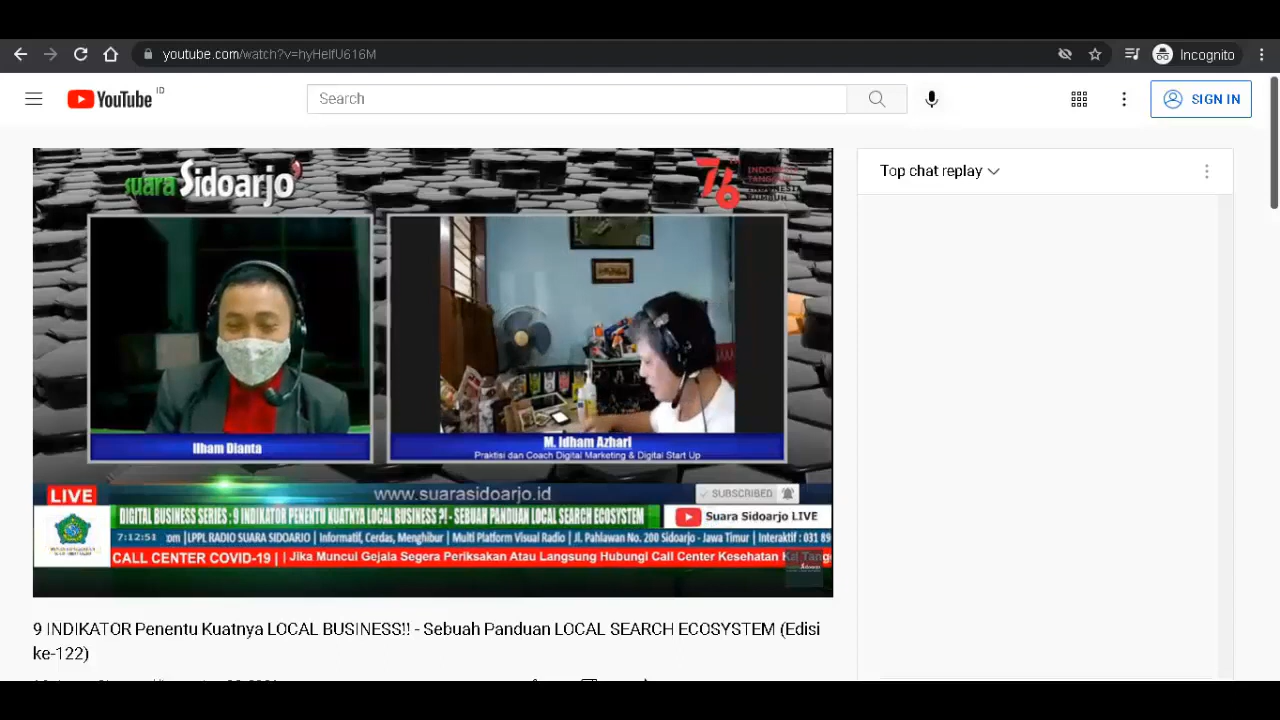 youtube.com/watch?v=hyHelfU616M
Incognito
YouTube ID
Search
SIGN IN
suara Sidoarjo
76
INDONESIA
Top chat replay
Ilham Dianta
M. Idham Azhari
Praktisi dan Coach Digital Marketing & Digital Start Up
LIVE
www.suarasidoarjo.id
SUBSCRIBED
DIGITAL BUSINESS SERIES : 9 INDIKATOR PENENTU KUATNYA LOCAL BUSINESS ?! - SEBUAH PANDUAN LOCAL SEARCH ECOSYSTEM
Suara Sidoarjo LIVE
7:12:51
om |LPPL RADIO SUARA SIDOARJO | Informatif, Cerdas, Menghibur | Multi Platform Visual Radio | Jl. Pahlawan No. 200 Sidoarjo - Jawa Timur | Interaktif : 031 89
CALL CENTER COVID-19 | | Jika Muncul Gejala Segera Periksakan Atau Langsung Hubungi Call Center Kesehatan
9 INDIKATOR Penentu Kuatnya LOCAL BUSINESS!! - Sebuah Panduan LOCAL SEARCH ECOSYSTEM (Edisi
ke-122)